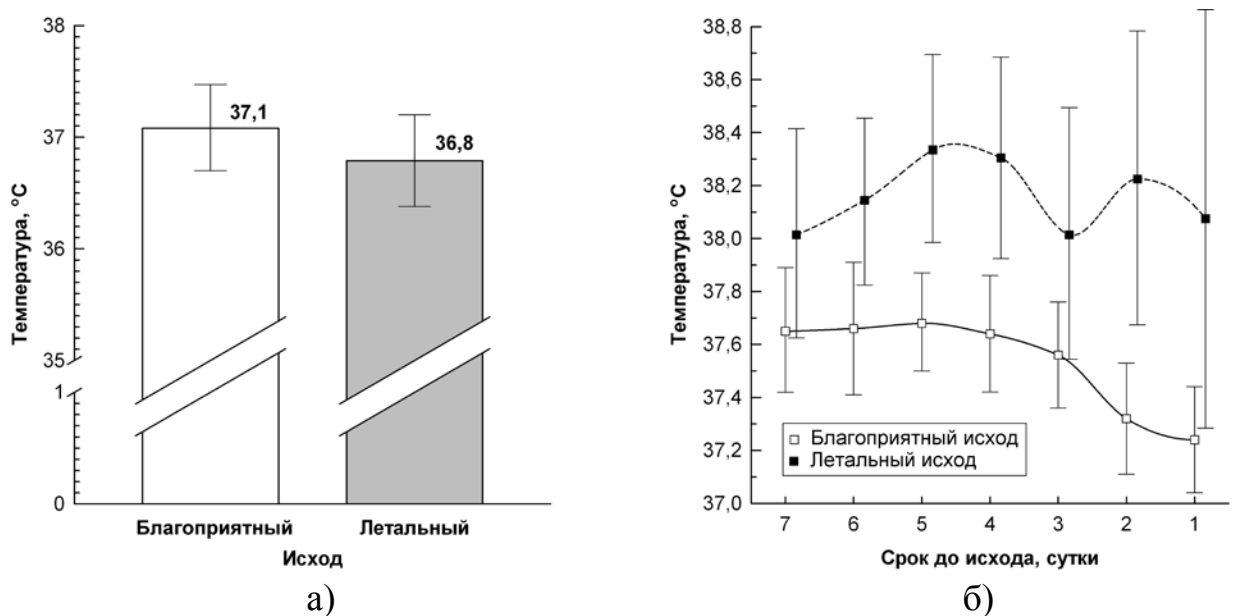 38
37
36
35
1
0
Температура, °C
37,1
36,8
Благоприятный
Летальный
Исход
а)
38,8
38,6
38,4
38,2
38,0
37,8
37,6
37,4
37,2
37,0
Температура, °C
Благоприятный исход
Летальный исход
7 6 5 4 3 2 1
Срок до исхода, сутки
б)